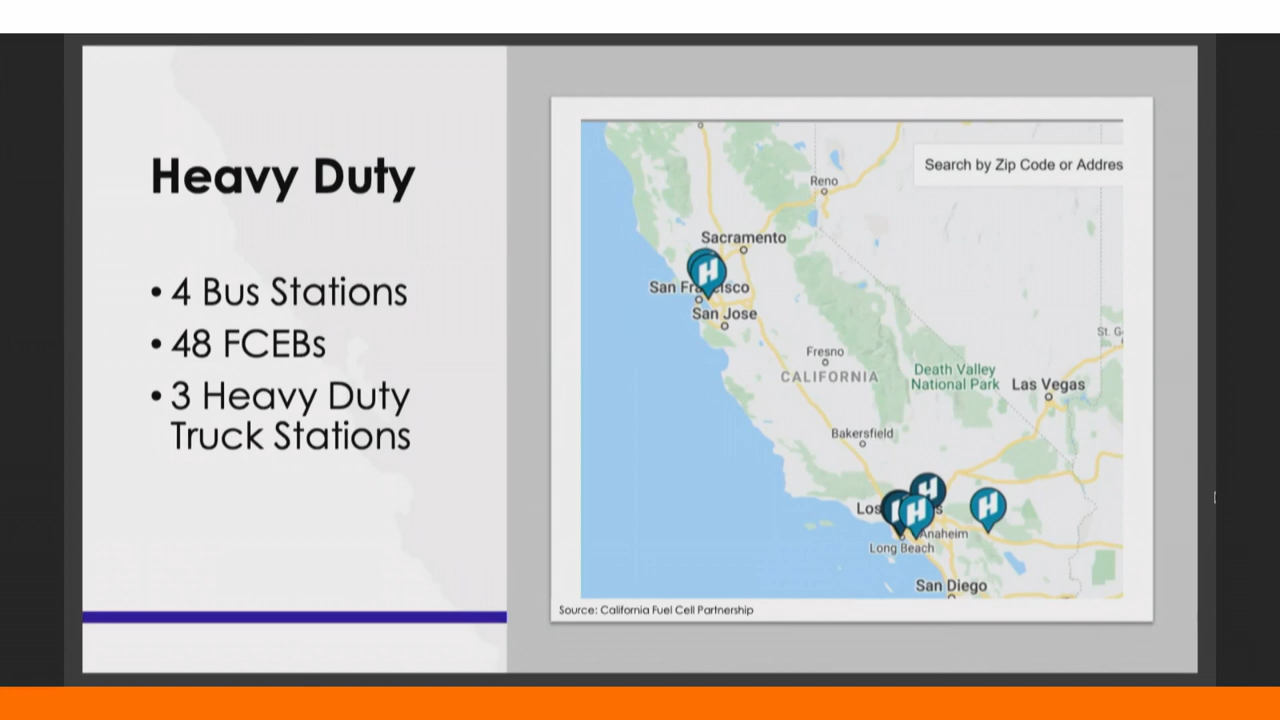 Heavy Duty
• 4 Bus Stations
• 48 FCEBs
• 3 Heavy Duty
Truck Stations
Search by Zip Code or Addres
Reno
Sacramento
H
San Francisco
San Jose
St. G
Fresno
CALIFORNIA
Death Valley
National Park
Las Vegas
Bakersfield
H
Los
s
H
Anaheim
Long Beach
San Diego
Source: California Fuel Cell Partnership